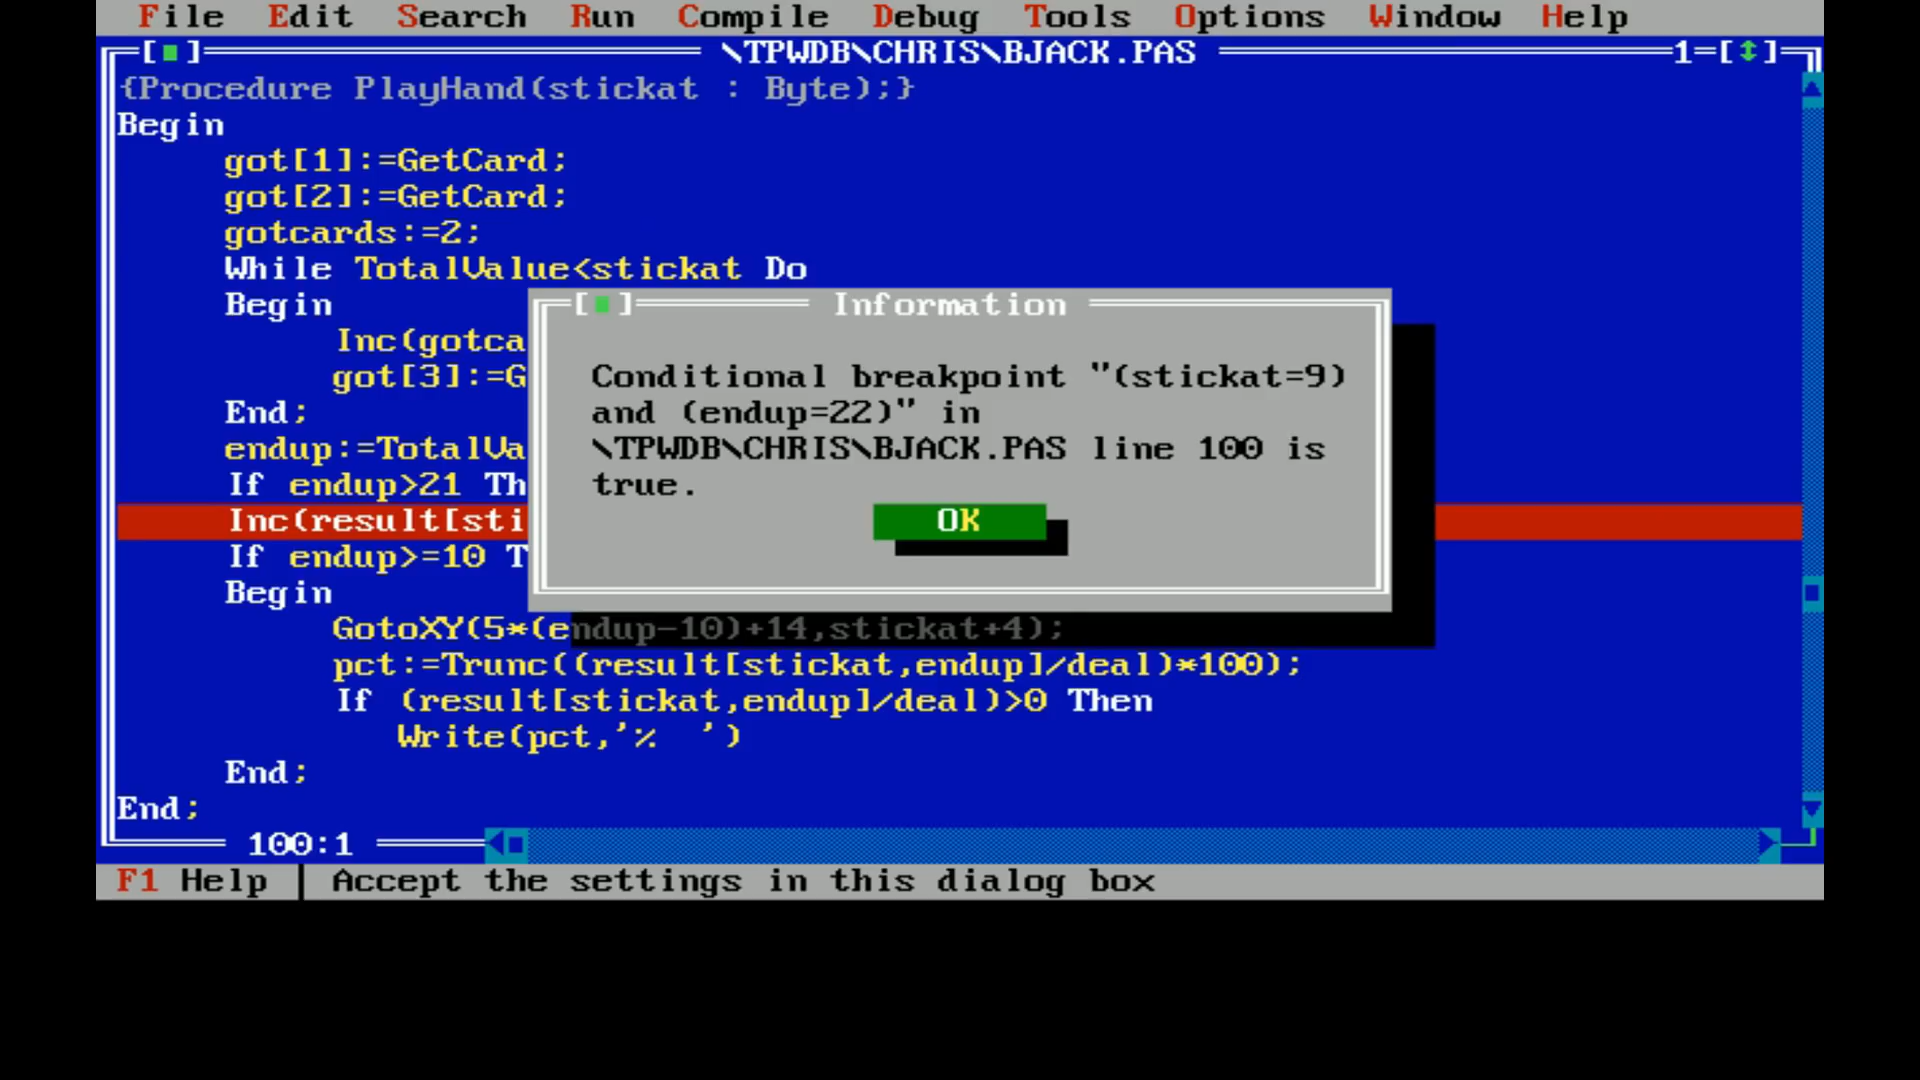 File Edit Search Run Compile Debug Tools Options Window Help
[■] \TPWDB\CHRIS\BJACK.PAS 1=[↕]
{Procedure PlayHand(stickat : Byte);}
Begin
got[1]:=GetCard;
got[2]:=GetCard;
gotcards:=2;
While TotalValue<stickat Do
Begin
Inc(gotca
got[3]:=G
End;
endup:=TotalVa
If endup>21 Th
Inc(result[sti
If endup>=10 T
Begin
GotoXY(5*(endup-10)+14,stickat+4);
pct:=Trunc((result[stickat,endup]/deal)*100);
If (result[stickat,endup]/deal)>0 Then
Write(pct,'%  ')
End;
End;
[■] Information
Conditional breakpoint "(stickat=9)
and (endup=22)" in
\TPWDB\CHRIS\BJACK.PAS line 100 is
true.
OK
100:1
F1 Help | Accept the settings in this dialog box